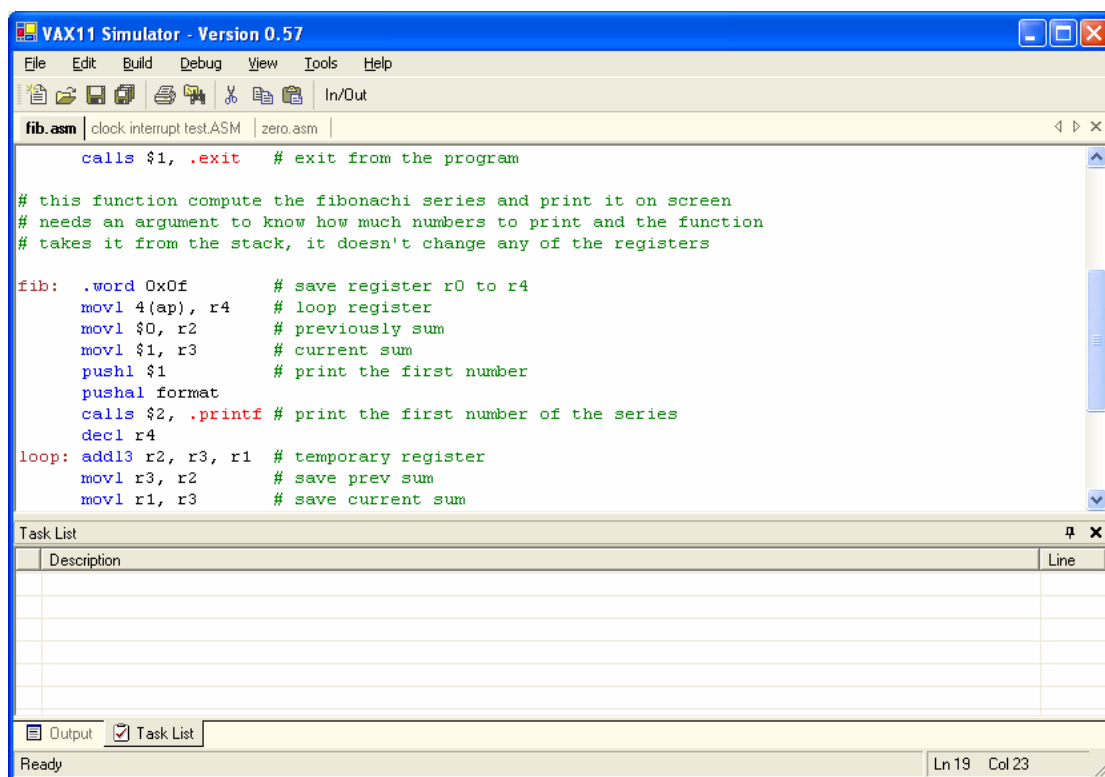 VAX11 Simulator - Version 0.57
File Edit Build Debug View Tools Help
In/Out
fib.asm clock interrupt test.ASM zero.asm
calls $1, .exit # exit from the program
# this function compute the fibonachi series and print it on screen
# needs an argument to know how much numbers to print and the function
# takes it from the stack, it doesn't change any of the registers
fib: .word 0x0f # save register r0 to r4
movl 4(ap), r4 # loop register
movl $0, r2 # previously sum
movl $1, r3 # current sum
pushl $1 # print the first number
pushal format
calls $2, .printf # print the first number of the series
decl r4
loop: addl3 r2, r3, r1 # temporary register
movl r3, r2 # save prev sum
movl r1, r3 # save current sum
Task List
Description Line
Output Task List
Ready Ln 19 Col 23